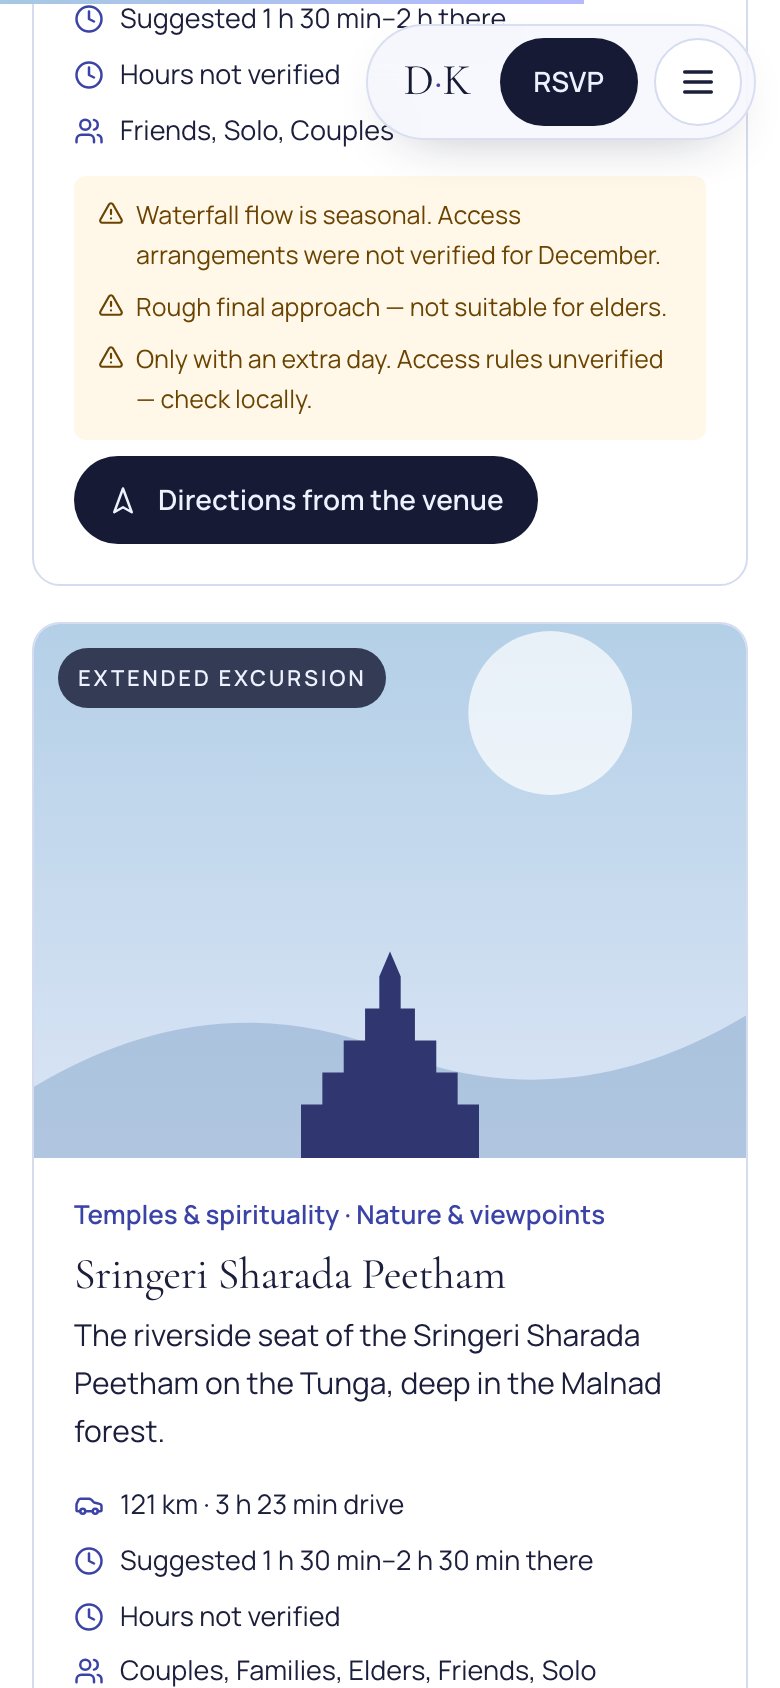 Suggested 1 h 30 min–2 h there
D·K
RSVP
Hours not verified
Friends, Solo, Couples
Waterfall flow is seasonal. Access
arrangements were not verified for December.
Rough final approach — not suitable for elders.
Only with an extra day. Access rules unverified
— check locally.
Directions from the venue
EXTENDED EXCURSION
Temples & spirituality · Nature & viewpoints
Sringeri Sharada Peetham
The riverside seat of the Sringeri Sharada
Peetham on the Tunga, deep in the Malnad
forest.
121 km · 3 h 23 min drive
Suggested 1 h 30 min–2 h 30 min there
Hours not verified
Couples, Families, Elders, Friends, Solo